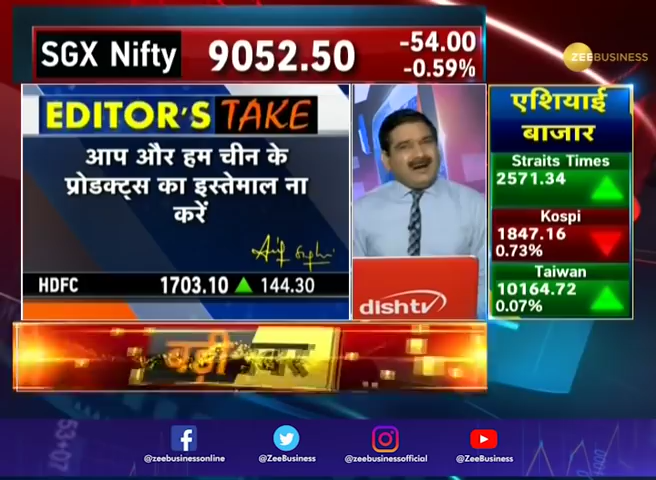 SGX Nifty 9052.50 -54.00
-0.59%
ZEEBUSINESS
EDITOR'S TAKE
आप और हम चीन के
प्रोडक्ट्स का इस्तेमाल ना
करें
HDFC 1703.10 144.30
dishtv
एशियाई
बाजार
Straits Times
2571.34
Kospi
1847.16
0.73%
Taiwan
10164.72
0.07%
बड़ी
@zeebusinessonline @ZeeBusiness @zeebusinessofficial @ZeeBusiness